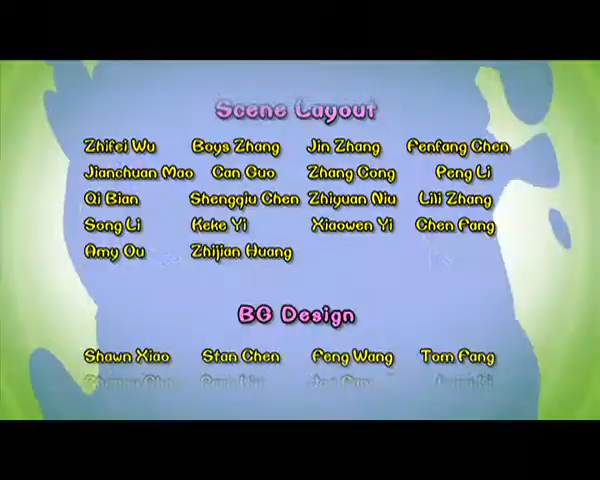 Scene Layout
Zhifei Wu Boys Zhang Jin Zhang Fenfang Chen
Jianchuan Mao Can Guo Zhang Cong Peng Li
Qi Bian Shengqiu Chen Zhiyuan Niu Lili Zhang
Song Li Keke Yi Xiaowen Yi Chen Fang
Amy Ou Zhijian Huang
BG Design
Shawn Xiao Stan Chen Feng Wang Tom Fang